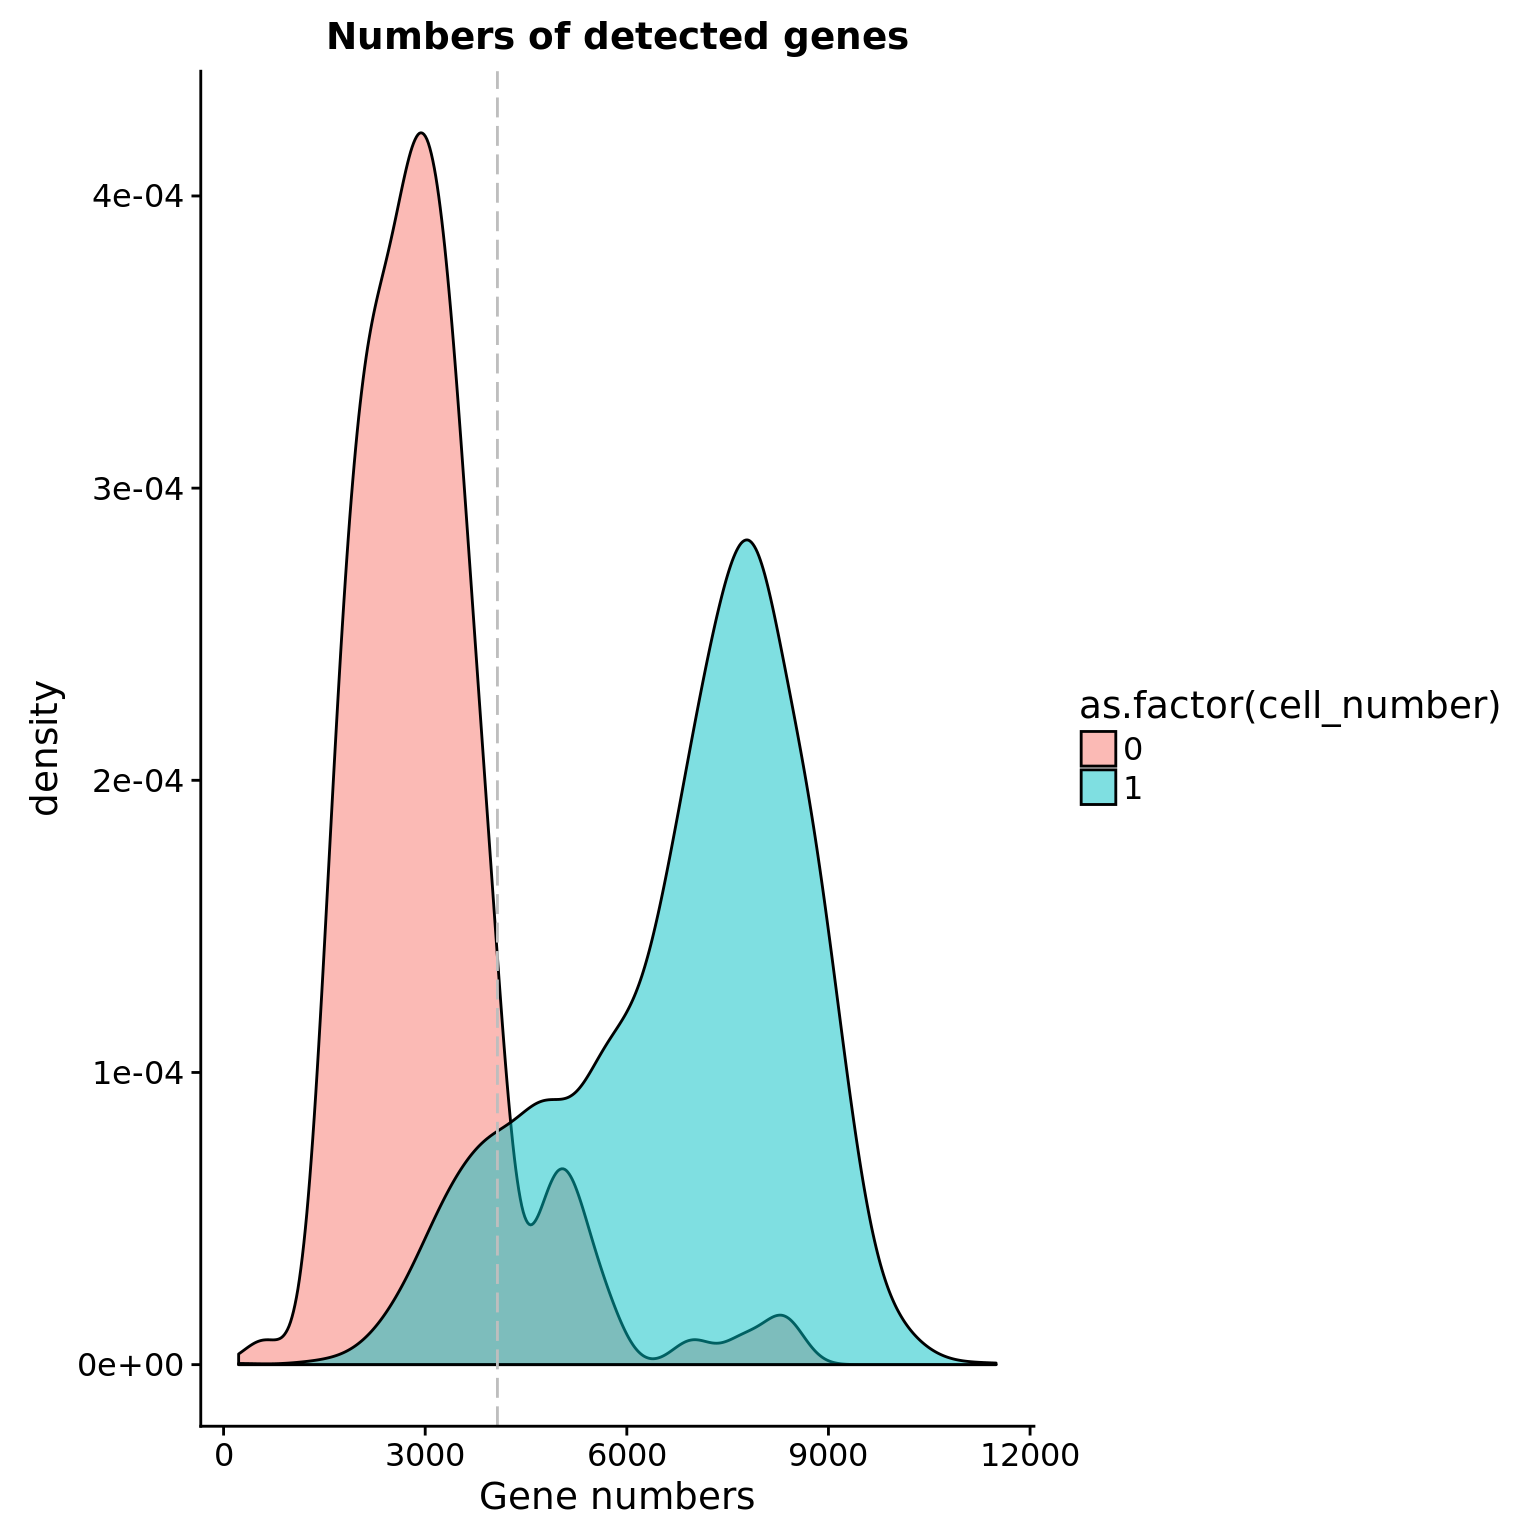 Numbers of detected genes
4e-04
3e-04
2e-04
1e-04
0e+00
density
0 3000 6000 9000 12000
Gene numbers
as.factor(cell_number)
0
1